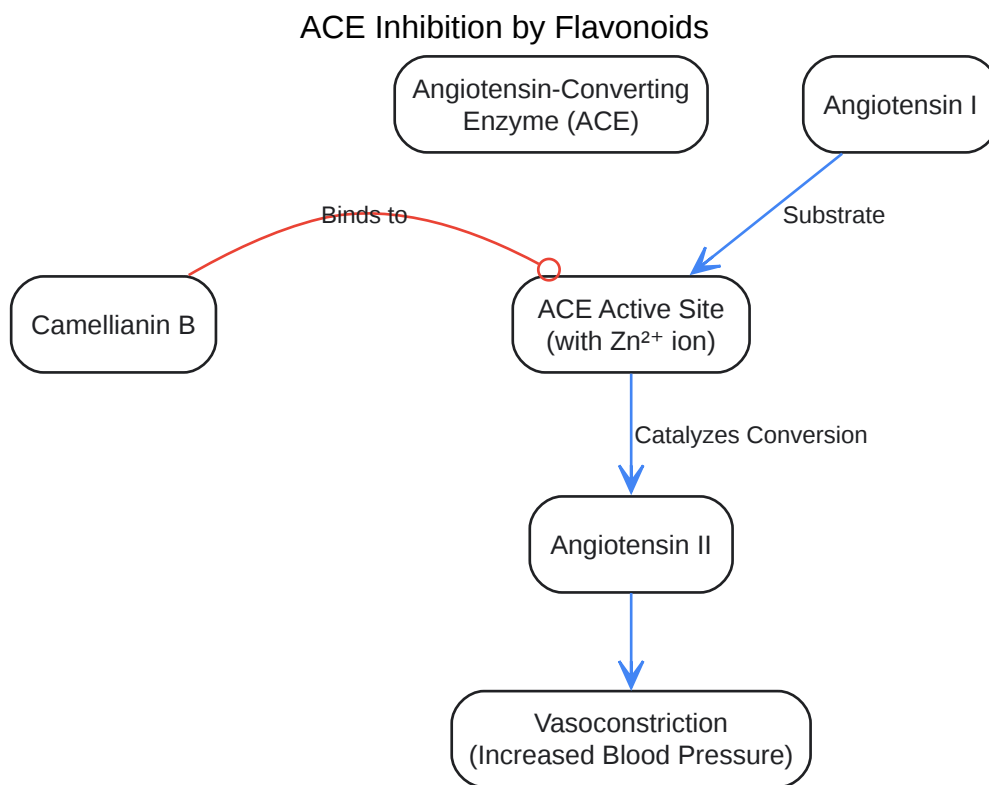 ACE Inhibition by Flavonoids
Angiotensin-Converting
Enzyme (ACE)
Angiotensin I
Binds to
Substrate
Camellianin B
ACE Active Site
(with Zn²⁺ ion)
Catalyzes Conversion
Angiotensin II
Vasoconstriction
(Increased Blood Pressure)